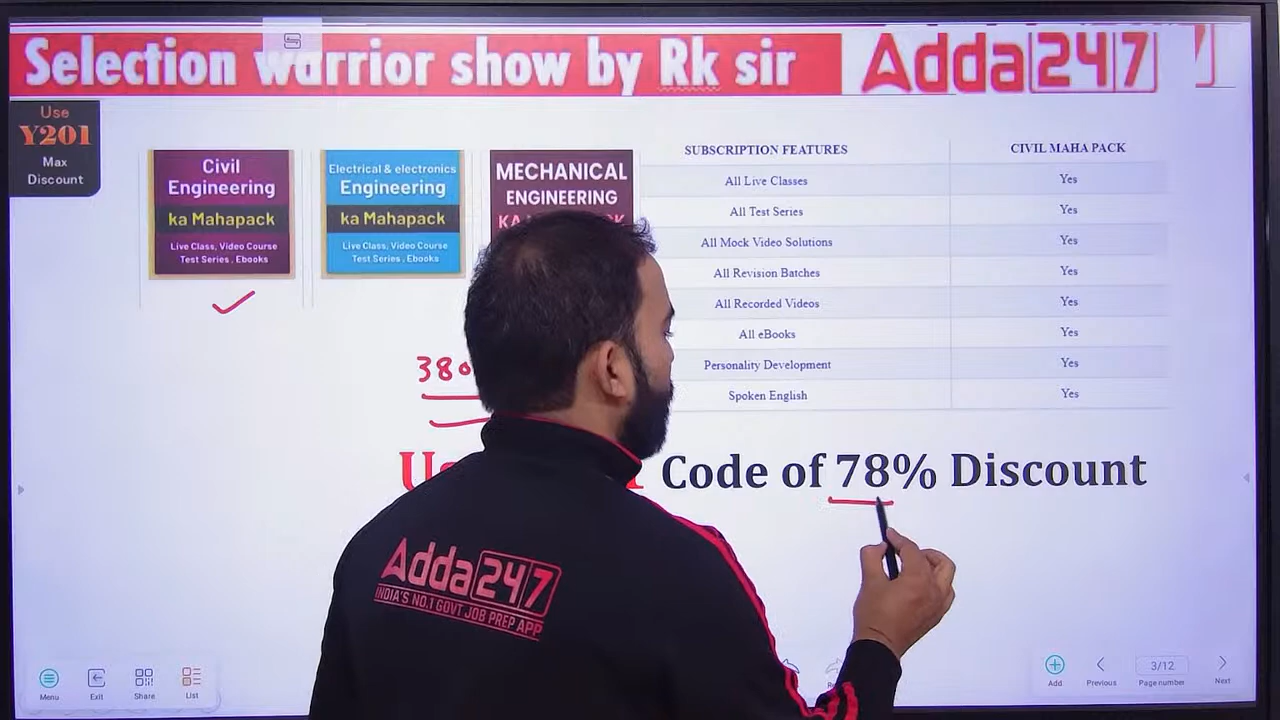 Selection warrior show by Rk sir
Adda247
Use
Y201
Max
Discount
Civil
Engineering
ka Mahapack
Live Class, Video Course
Test Series , Ebooks
Electrical & electronics
Engineering
ka Mahapack
Live Class, Video Course
Test Series , Ebooks
MECHANICAL
ENGINEERING
SUBSCRIPTION FEATURES CIVIL MAHA PACK
All Live Classes Yes
All Test Series Yes
All Mock Video Solutions Yes
All Revision Batches Yes
All Recorded Videos Yes
All eBooks Yes
Personality Development Yes
Spoken English Yes
380
Code of 78% Discount
Adda247
INDIA'S NO.1 GOVT JOB PREP APP
Menu Exit Share List
Add Previous 3/12 Page number Next